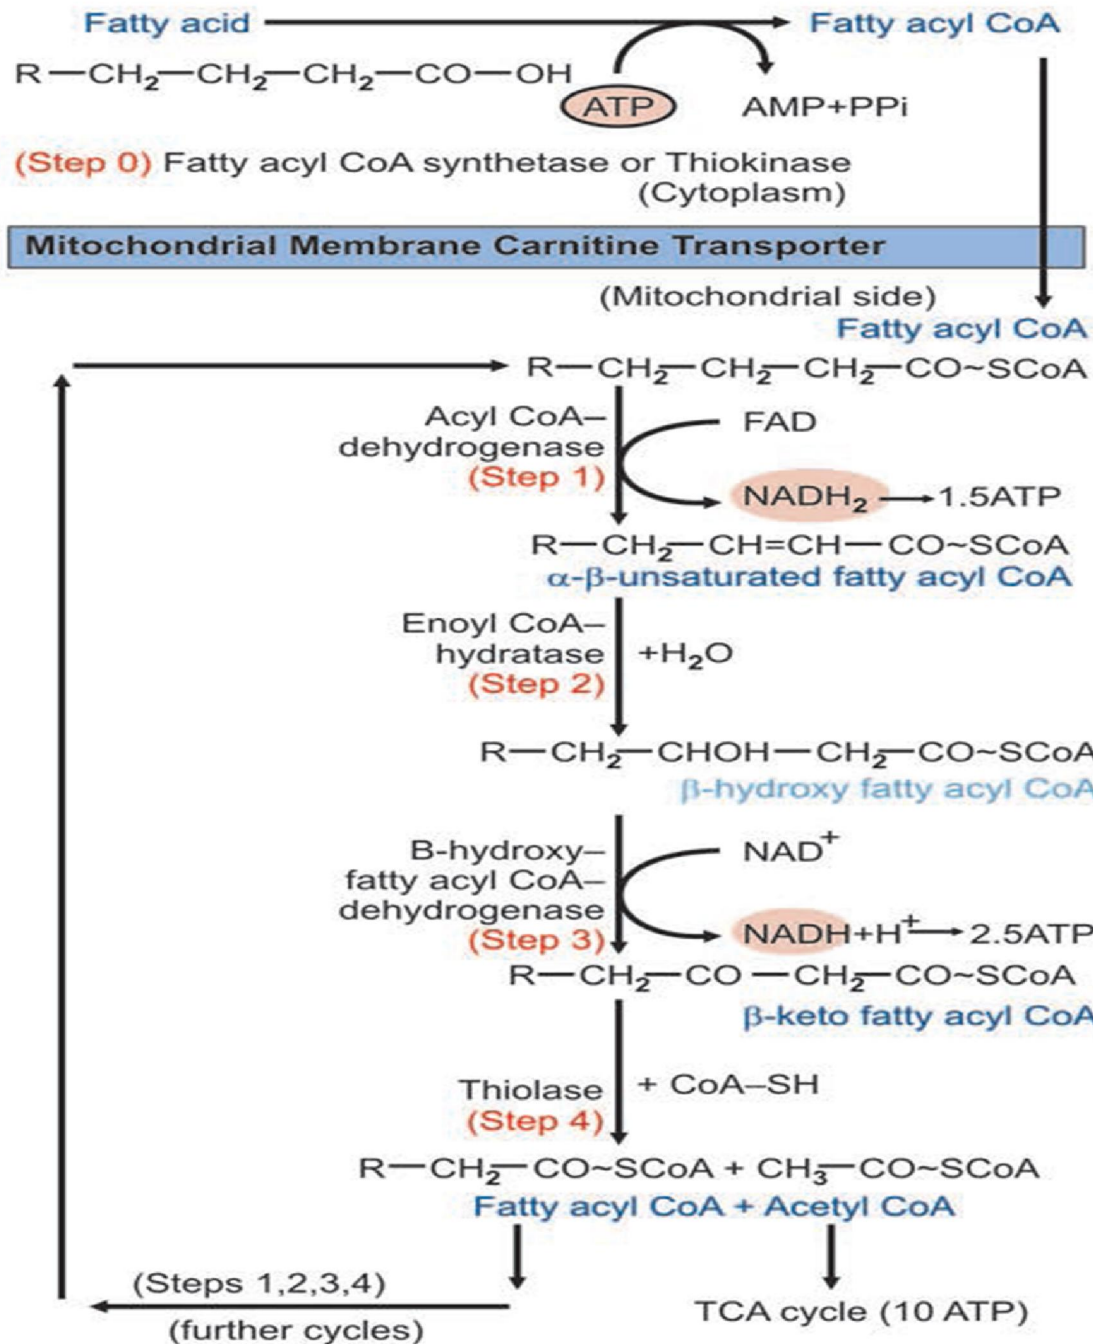 Fatty acid
Fatty acyl CoA
R—CH₂—CH₂—CH₂—CO—OH
ATP
AMP+PPi
(Step 0) Fatty acyl CoA synthetase or Thiokinase
(Cytoplasm)
Mitochondrial Membrane Carnitine Transporter
(Mitochondrial side)
Fatty acyl CoA
R—CH₂—CH₂—CH₂—CO~SCoA
Acyl CoA–
dehydrogenase
(Step 1)
FAD
NADH₂
1.5ATP
R—CH₂—CH=CH—CO~SCoA
α-β-unsaturated fatty acyl CoA
Enoyl CoA–
hydratase
(Step 2)
+H₂O
R—CH₂—CHOH—CH₂—CO~SCoA
β-hydroxy fatty acyl CoA
B-hydroxy–
fatty acyl CoA–
dehydrogenase
(Step 3)
NAD⁺
NADH+H⁺
2.5ATP
R—CH₂—CO—CH₂—CO~SCoA
β-keto fatty acyl CoA
Thiolase
(Step 4)
+ CoA–SH
R—CH₂—CO~SCoA + CH₃—CO~SCoA
Fatty acyl CoA + Acetyl CoA
(Steps 1,2,3,4)
(further cycles)
TCA cycle (10 ATP)